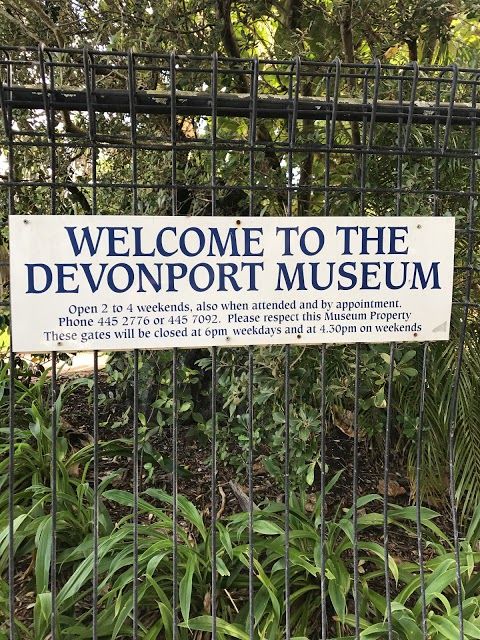 WELCOME TO THE
DEVONPORT MUSEUM
Open 2 to 4 weekends, also when attended and by appointment.
Phone 445 2776 or 445 7092. Please respect this Museum Property
These gates will be closed at 6pm weekdays and at 4.30pm on weekends